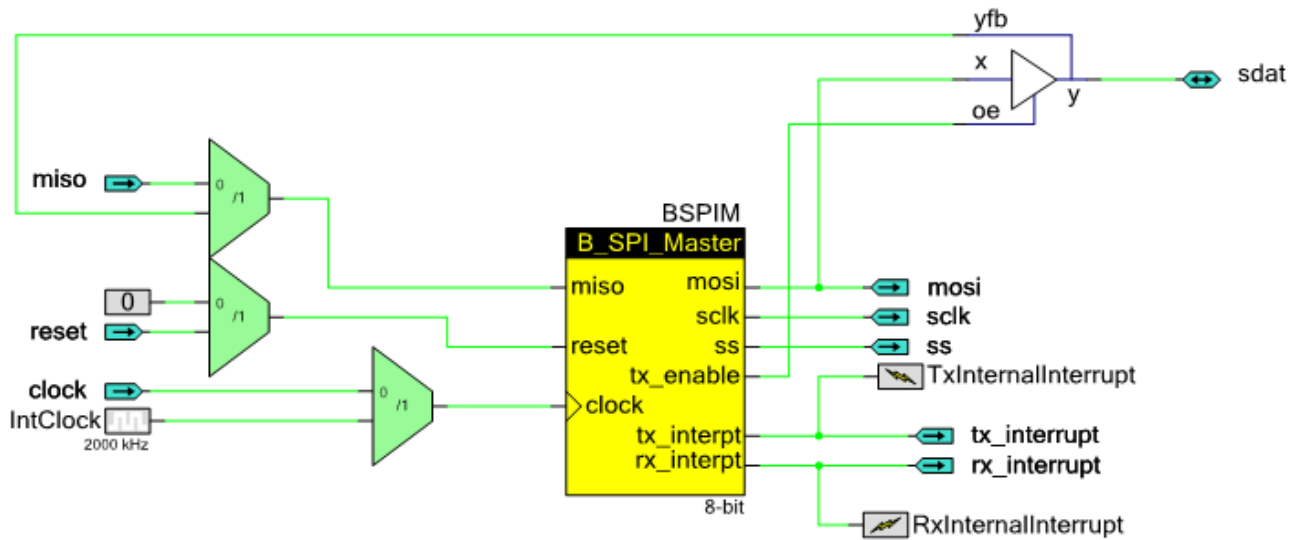 yfb
x
oe
y
sdat
miso
0
/1
BSPIM
B_SPI_Master
miso
mosi
mosi
0
0
/1
sclk
sclk
reset
reset
ss
ss
tx_enable
TxInternalInterrupt
clock
0
/1
clock
IntClock
2000 kHz
tx_interpt
tx_interrupt
rx_interpt
rx_interrupt
8-bit
RxInternalInterrupt